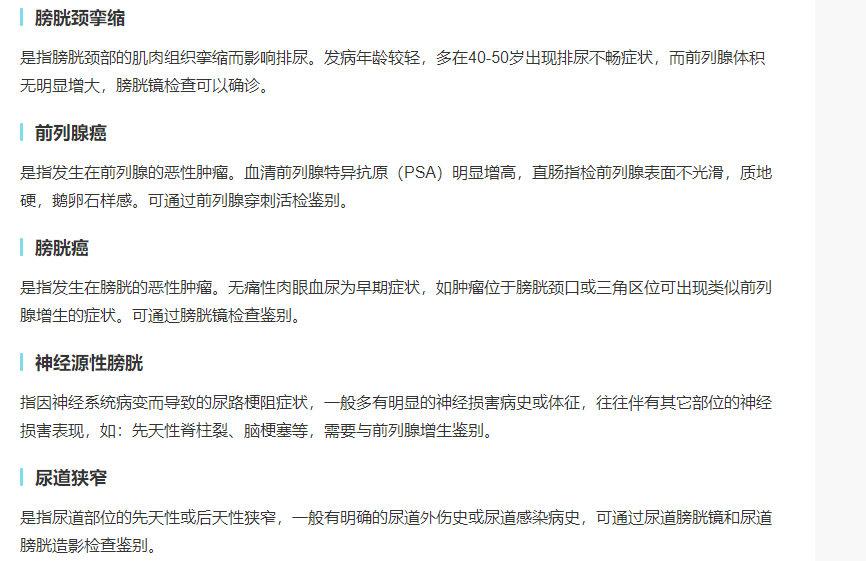 膀胱颈挛缩
是指膀胱颈部的肌肉组织挛缩而影响排尿。发病年龄较轻，多在40-50岁出现排尿不畅症状，而前列腺体积
无明显增大，膀胱镜检查可以确诊。
前列腺癌
是指发生在前列腺的恶性肿瘤。血清前列腺特异抗原（PSA）明显增高，直肠指检前列腺表面不光滑，质地
硬，鹅卵石样感。可通过前列腺穿刺活检鉴别。
膀胱癌
是指发生在膀胱的恶性肿瘤。无痛性肉眼血尿为早期症状，如肿瘤位于膀胱颈口或三角区位可出现类似前列
腺增生的症状。可通过膀胱镜检查鉴别。
神经源性膀胱
指因神经系统病变而导致的尿路梗阻症状，一般多有明显的神经损害病史或体征，往往伴有其它部位的神经
损害表现，如：先天性脊柱裂、脑梗塞等，需要与前列腺增生鉴别。
尿道狭窄
是指尿道部位的先天性或后天性狭窄，一般有明确的尿道外伤史或尿道感染病史，可通过尿道膀胱镜和尿道
膀胱造影检查鉴别。